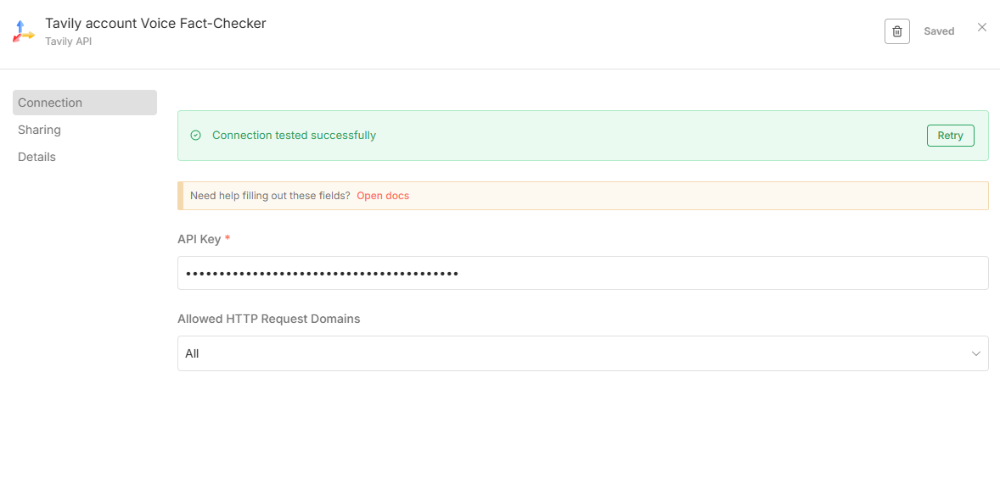 Tavily account Voice Fact-Checker
Tavily API
Saved
Connection
Sharing
Details
Connection tested successfully
Retry
Need help filling out these fields? Open docs
API Key *
••••••••••••••••••••••••••••••••••••••••
Allowed HTTP Request Domains
All